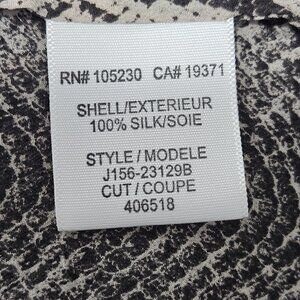 RN# 105230 CA# 19371
SHELL/EXTERIEUR
100% SILK/SOIE
STYLE / MODELE
J156-23129B
CUT / COUPE
406518